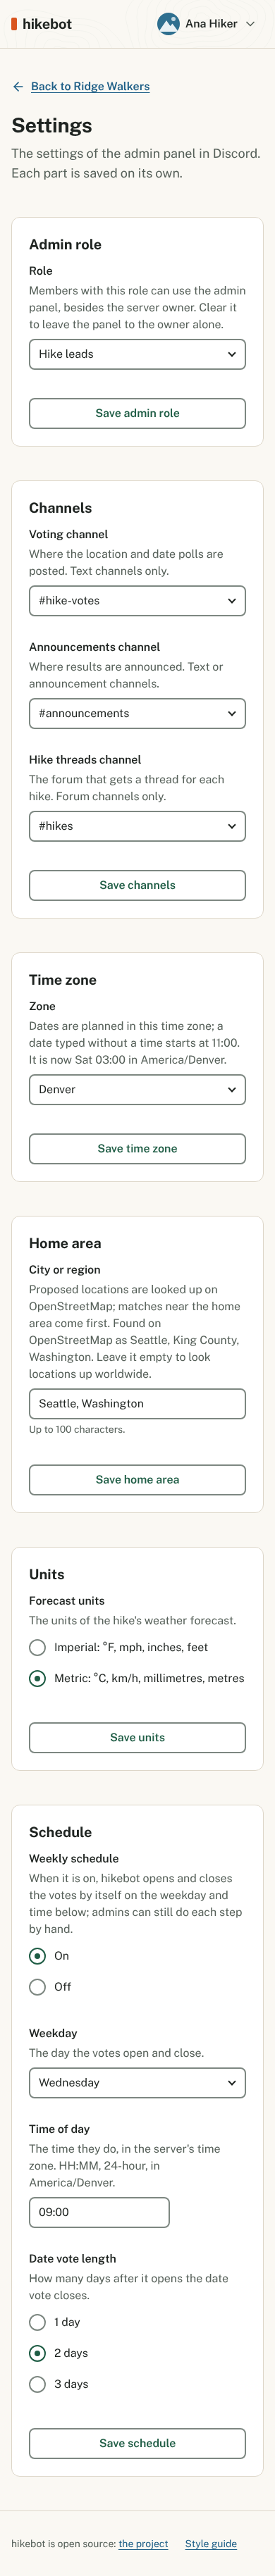 hikebot
Ana Hiker
Back to Ridge Walkers
Settings
The settings of the admin panel in Discord.
Each part is saved on its own.
Admin role
Role
Members with this role can use the admin
panel, besides the server owner. Clear it
to leave the panel to the owner alone.
Hike leads
Save admin role
Channels
Voting channel
Where the location and date polls are
posted. Text channels only.
#hike-votes
Announcements channel
Where results are announced. Text or
announcement channels.
#announcements
Hike threads channel
The forum that gets a thread for each
hike. Forum channels only.
#hikes
Save channels
Time zone
Zone
Dates are planned in this time zone; a
date typed without a time starts at 11:00.
It is now Sat 03:00 in America/Denver.
Denver
Save time zone
Home area
City or region
Proposed locations are looked up on
OpenStreetMap; matches near the home
area come first. Found on
OpenStreetMap as Seattle, King County,
Washington. Leave it empty to look
locations up worldwide.
Seattle, Washington
Up to 100 characters.
Save home area
Units
Forecast units
The units of the hike's weather forecast.
Imperial: °F, mph, inches, feet
Metric: °C, km/h, millimetres, metres
Save units
Schedule
Weekly schedule
When it is on, hikebot opens and closes
the votes by itself on the weekday and
time below; admins can still do each step
by hand.
On
Off
Weekday
The day the votes open and close.
Wednesday
Time of day
The time they do, in the server's time
zone. HH:MM, 24-hour, in
America/Denver.
09:00
Date vote length
How many days after it opens the date
vote closes.
1 day
2 days
3 days
Save schedule
hikebot is open source: the project
Style guide